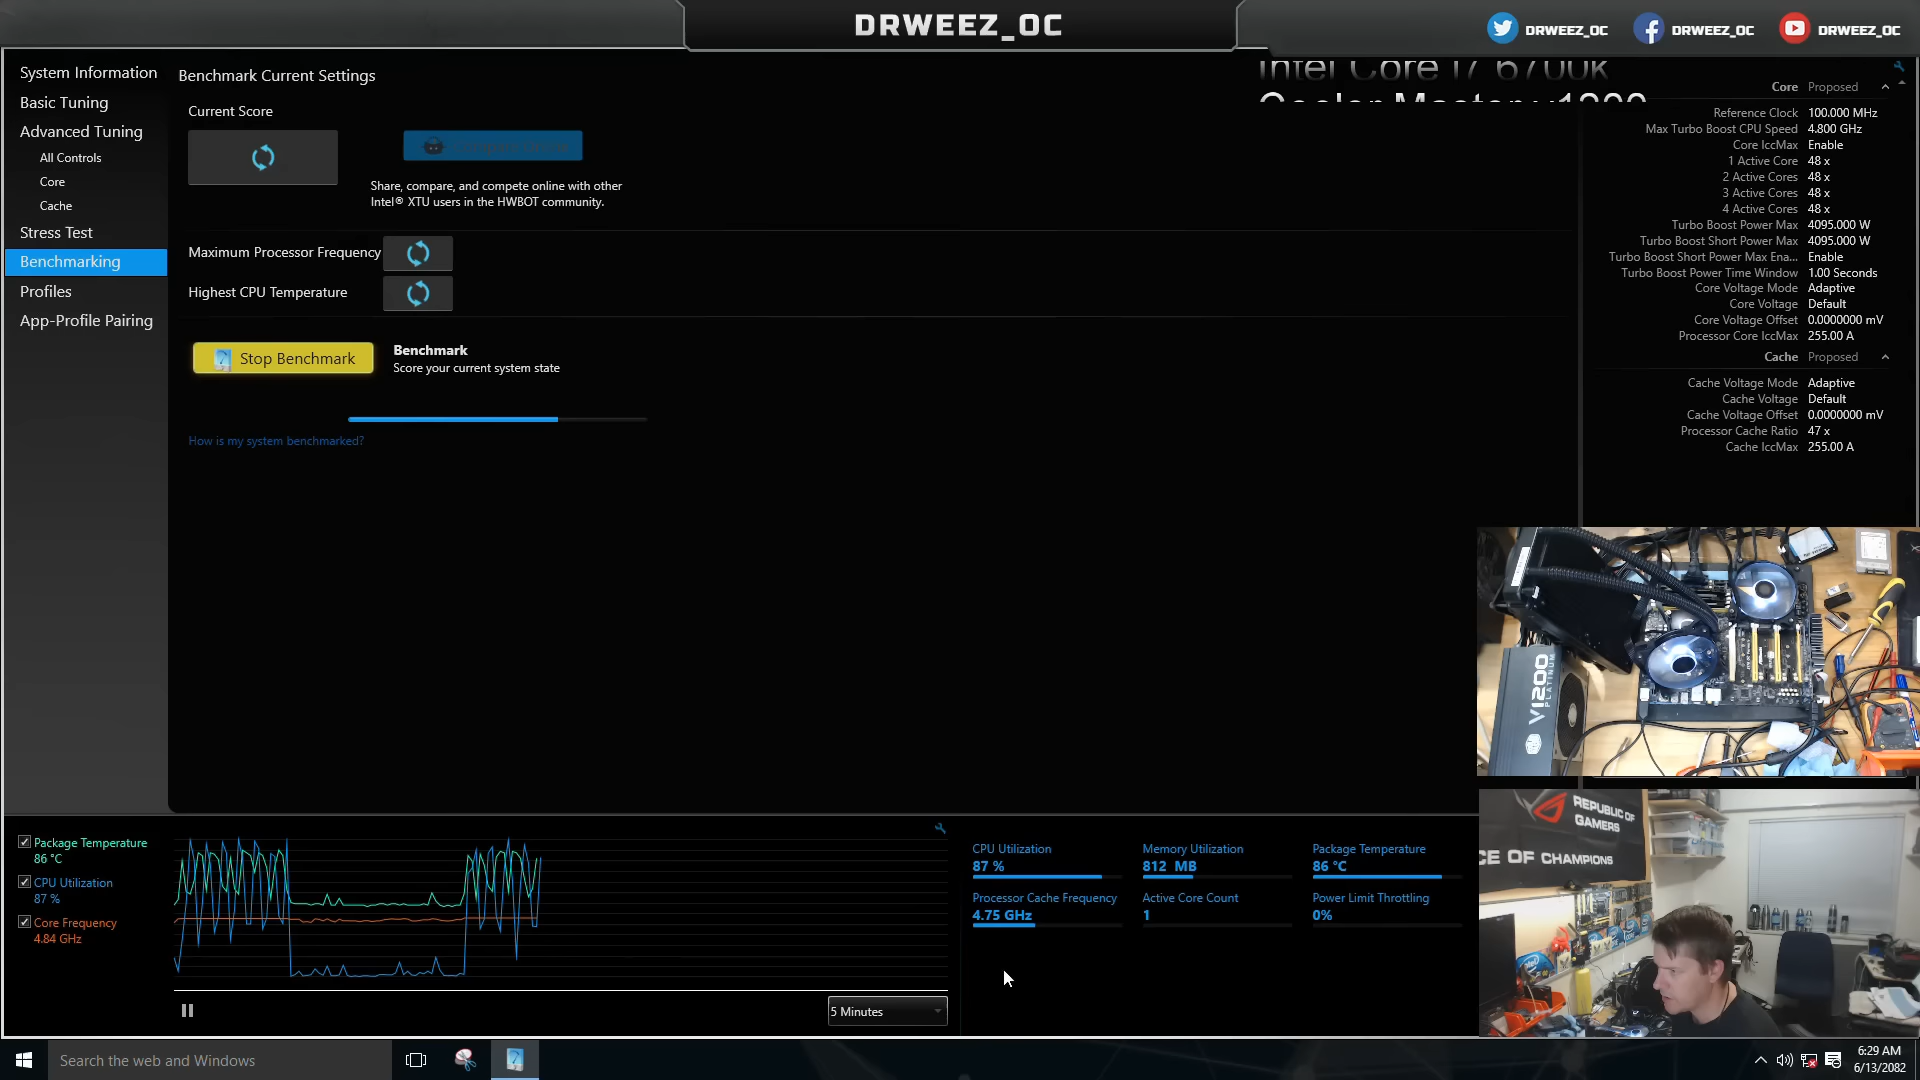 DRWEEZ_OC
DRWEEZ_OC
DRWEEZ_OC
DRWEEZ_OC
System Information
Basic Tuning
Advanced Tuning
All Controls
Core
Cache
Stress Test
Benchmarking
Profiles
App-Profile Pairing
Benchmark Current Settings
Current Score
Share, compare, and compete online with other
Intel® XTU users in the HWBOT community.
Maximum Processor Frequency
Highest CPU Temperature
Stop Benchmark
Benchmark
Score your current system state
How is my system benchmarked?
Intel Core i7 6700k
Cooler Master v1200
Core Proposed
Reference Clock 100.000 MHz
Max Turbo Boost CPU Speed 4.800 GHz
Core IccMax Enable
1 Active Core 48 x
2 Active Cores 48 x
3 Active Cores 48 x
4 Active Cores 48 x
Turbo Boost Power Max 4095.000 W
Turbo Boost Short Power Max 4095.000 W
Turbo Boost Short Power Max Ena... Enable
Turbo Boost Power Time Window 1.00 Seconds
Core Voltage Mode Adaptive
Core Voltage Default
Core Voltage Offset 0.0000000 mV
Processor Core IccMax 255.00 A
Cache Proposed
Cache Voltage Mode Adaptive
Cache Voltage Default
Cache Voltage Offset 0.0000000 mV
Processor Cache Ratio 47 x
Cache IccMax 255.00 A
V1200
PLATINUM
REPUBLIC OF
GAMERS
CE OF CHAMPIONS
Package Temperature
86 °C
CPU Utilization
87 %
Core Frequency
4.84 GHz
5 Minutes
CPU Utilization
87 %
Memory Utilization
812 MB
Package Temperature
86 °C
Processor Cache Frequency
4.75 GHz
Active Core Count
1
Power Limit Throttling
0%
Search the web and Windows
6:29 AM
6/13/2082